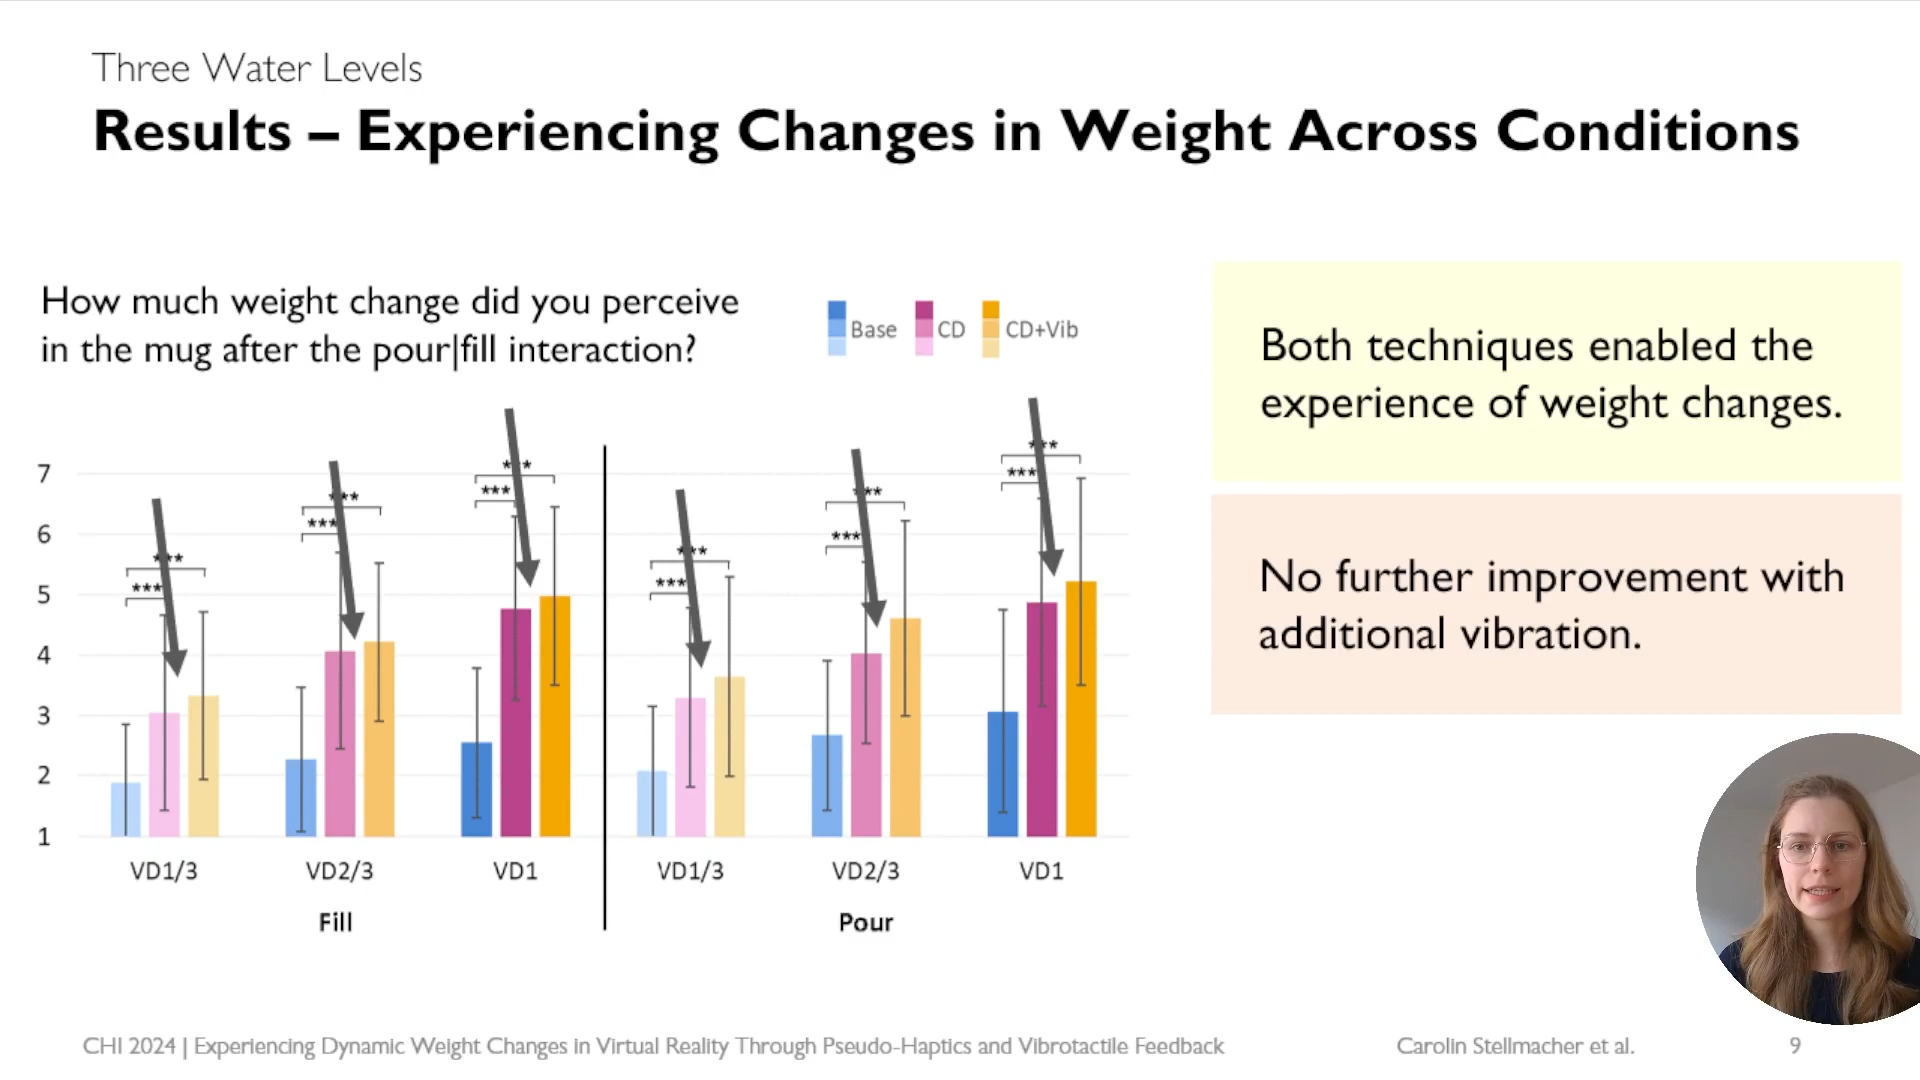 Three Water Levels
Results – Experiencing Changes in Weight Across Conditions
How much weight change did you perceive
in the mug after the pour|fill interaction?
Base CD CD+Vib
Both techniques enabled the
experience of weight changes.
No further improvement with
additional vibration.
7
6
5
4
3
2
1
***
***
***
***
***
***
***
***
***
***
***
***
VD1/3 VD2/3 VD1 VD1/3 VD2/3 VD1
Fill Pour
CHI 2024 | Experiencing Dynamic Weight Changes in Virtual Reality Through Pseudo-Haptics and Vibrotactile Feedback Carolin Stellmacher et al. 9